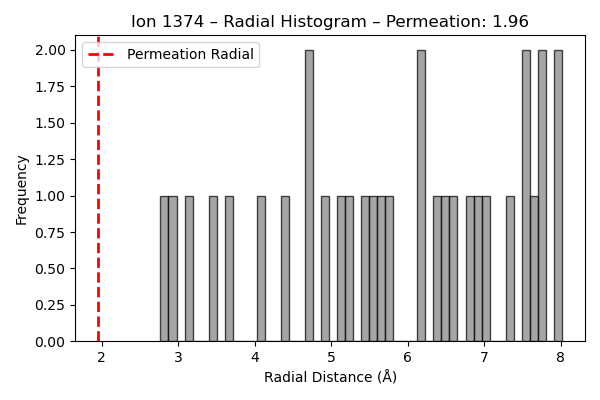 Ion 1374 – Radial Histogram – Permeation: 1.96
Permeation Radial
Frequency
2.00
1.75
1.50
1.25
1.00
0.75
0.50
0.25
0.00
2 3 4 5 6 7 8
Radial Distance (Å)